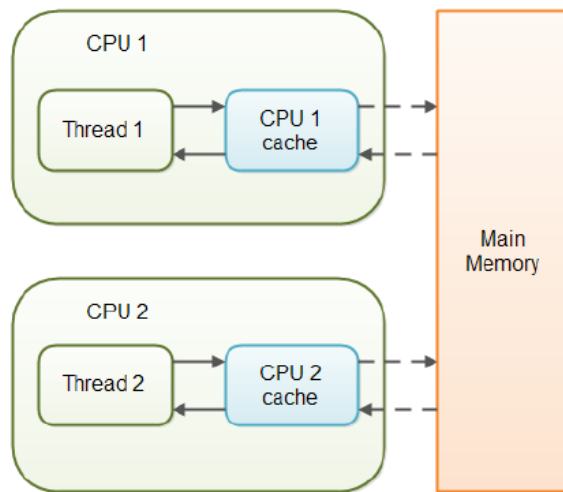 CPU 1
Thread 1
CPU 1
cache
Main
Memory
CPU 2
Thread 2
CPU 2
cache